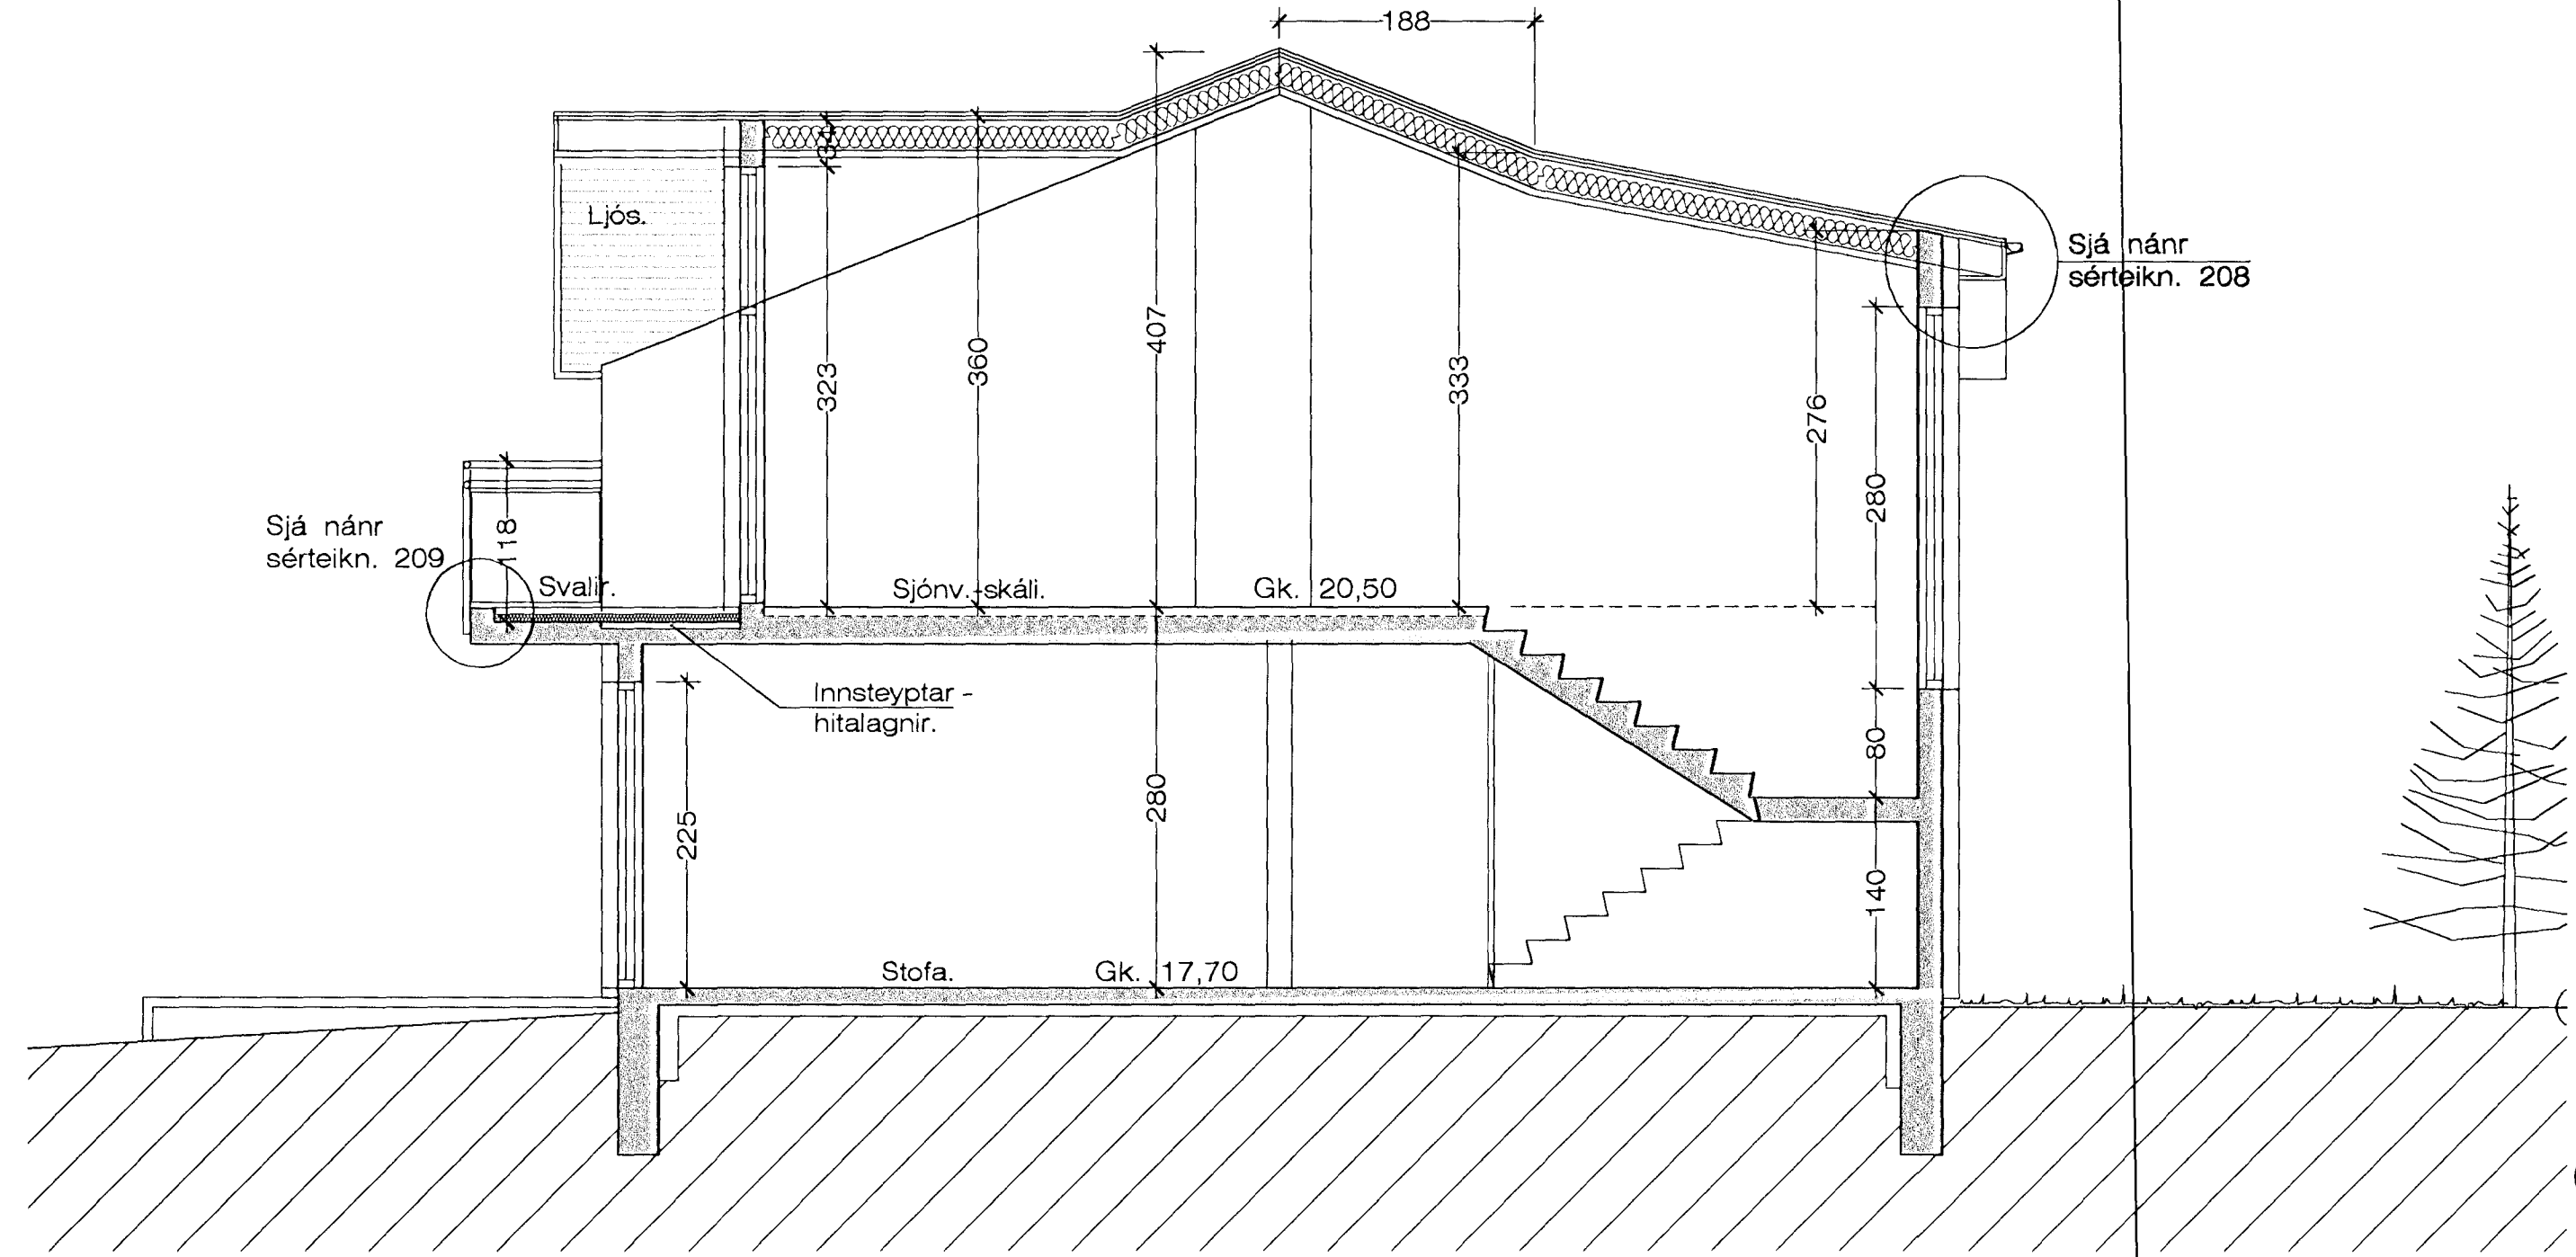 188
34
Ljós.
Sjá nánr
sérteikn. 208
407
360
323
333
276
280
Sjá nánr
sérteikn. 209
118
Svalir.
Sjónv.-skáli.
Gk. 20,50
Innsteyptar -
hitalagnir.
80
280
225
140
Stofa.
Gk. 17,70